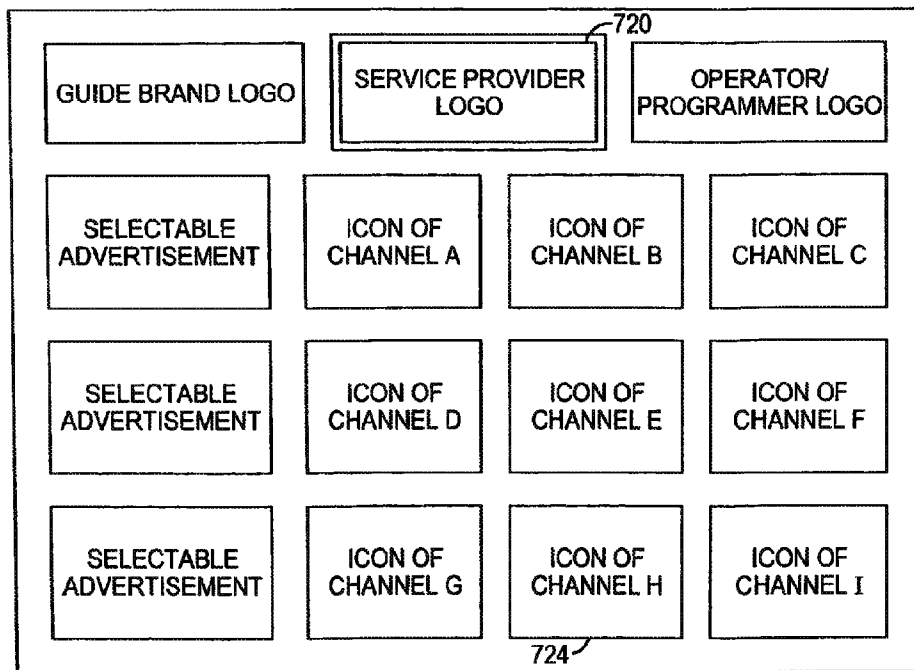 720
GUIDE BRAND LOGO
SERVICE PROVIDER
LOGO
OPERATOR/
PROGRAMMER LOGO
SELECTABLE
ADVERTISEMENT
ICON OF
CHANNEL A
ICON OF
CHANNEL B
ICON OF
CHANNEL C
SELECTABLE
ADVERTISEMENT
ICON OF
CHANNEL D
ICON OF
CHANNEL E
ICON OF
CHANNEL F
SELECTABLE
ADVERTISEMENT
ICON OF
CHANNEL G
ICON OF
CHANNEL H
ICON OF
CHANNEL I
724